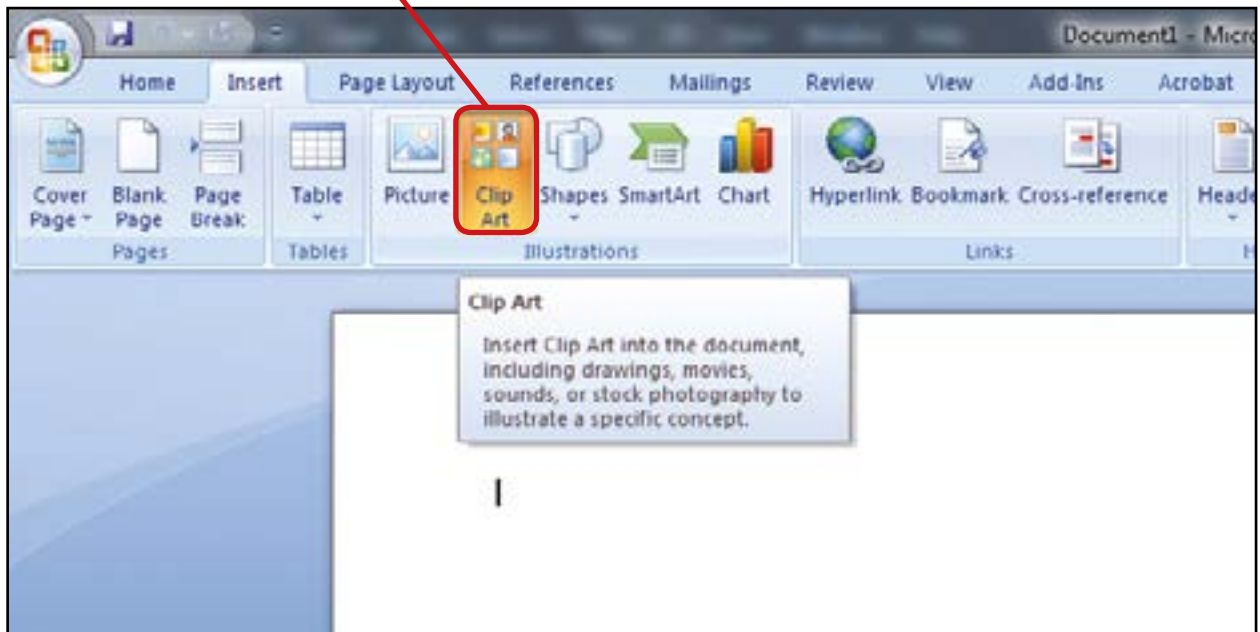 Document1 - Micro
Home Insert Page Layout References Mailings Review View Add-Ins Acrobat
Cover Blank Page Table Picture Clip Shapes SmartArt Chart Hyperlink Bookmark Cross-reference Heade
Page Page Break Art
Pages Tables Illustrations Links H
Clip Art
Insert Clip Art into the document,
including drawings, movies,
sounds, or stock photography to
illustrate a specific concept.